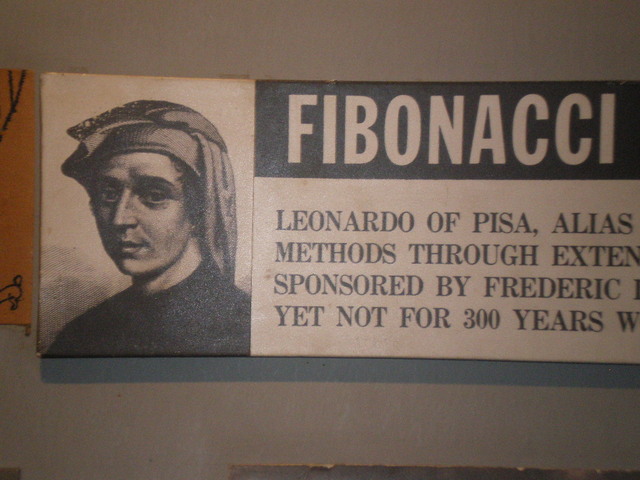 FIBONACCI
LEONARDO OF PISA, ALIAS
METHODS THROUGH EXTEN
SPONSORED BY FREDERIC
YET NOT FOR 300 YEARS W